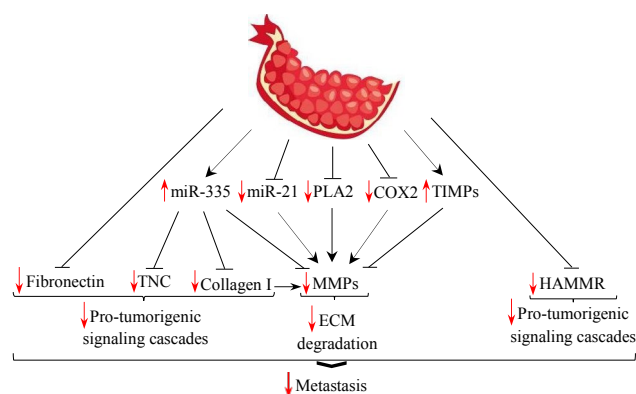 miR-335 miR-21 PLA2 COX2 TIMPs
Fibronectin TNC Collagen I MMPs HAMMR
Pro-tumorigenic
signaling cascades
ECM
degradation
Pro-tumorigenic
signaling cascades
Metastasis